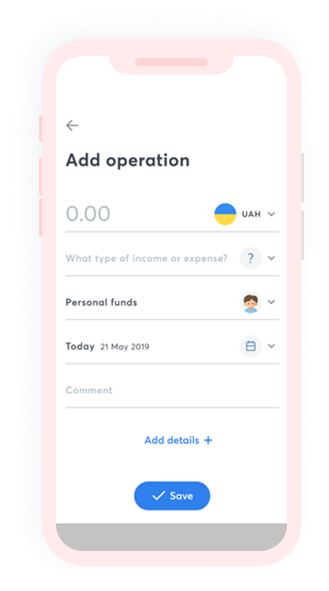 Add operation
0.00 UAH
What type of income or expense? ?
Personal funds
Today 21 May 2019
Comment
Add details +
Save